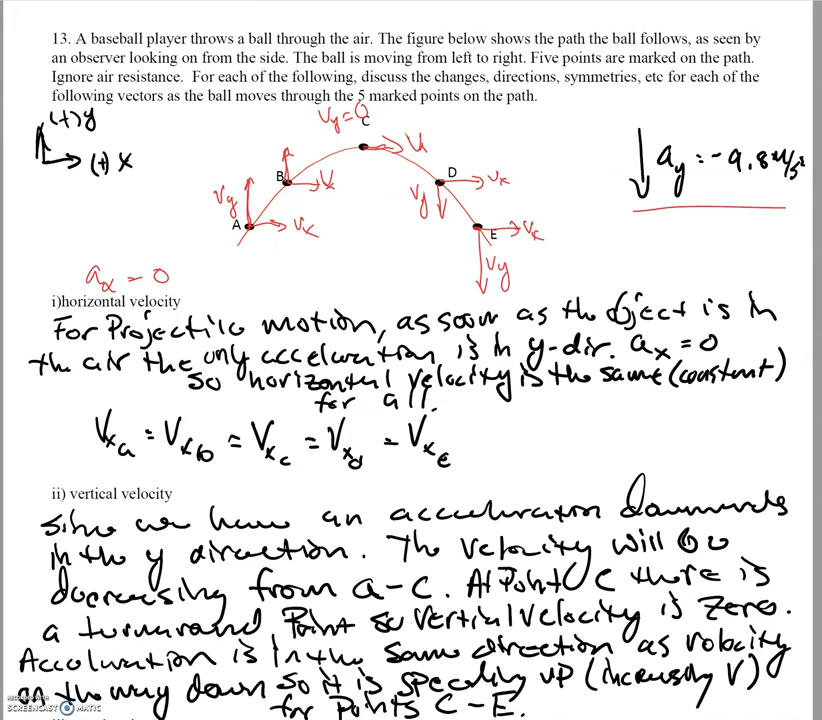 13. A baseball player throws a ball through the air. The figure below shows the path the ball follows, as seen by
an observer looking on from the side. The ball is moving from left to right. Five points are marked on the path.
Ignore air resistance.  For each of the following, discuss the changes, directions, symmetries, etc for each of the
following vectors as the ball moves through the 5 marked points on the path.
(+) y
(+) x
Vy = 0
C
B
D
Vx
Vy
A
Vx
Vy
E
Vx
Vy
ay = -9.8 m/s²
ax = 0
i)horizontal velocity
For Projectile motion, as soon as the object is in
the air the only acceleration is in y-dir. ax = 0
so horizontal velocity is the same (constant)
for all.
Vxa = Vxb = Vxc = Vxd = Vxe
ii) vertical velocity
Since we have an acceleration downwards
in the y direction. The velocity will be
decreasing from a-c. At Point C there is
a turnaround Point so vertical velocity is zero.
Acceleration is in the same direction as velocity
on the way down so it is speeding up (increasing V)
for Points C-E.
RECORDED WITH
SCREENCAST MATIC